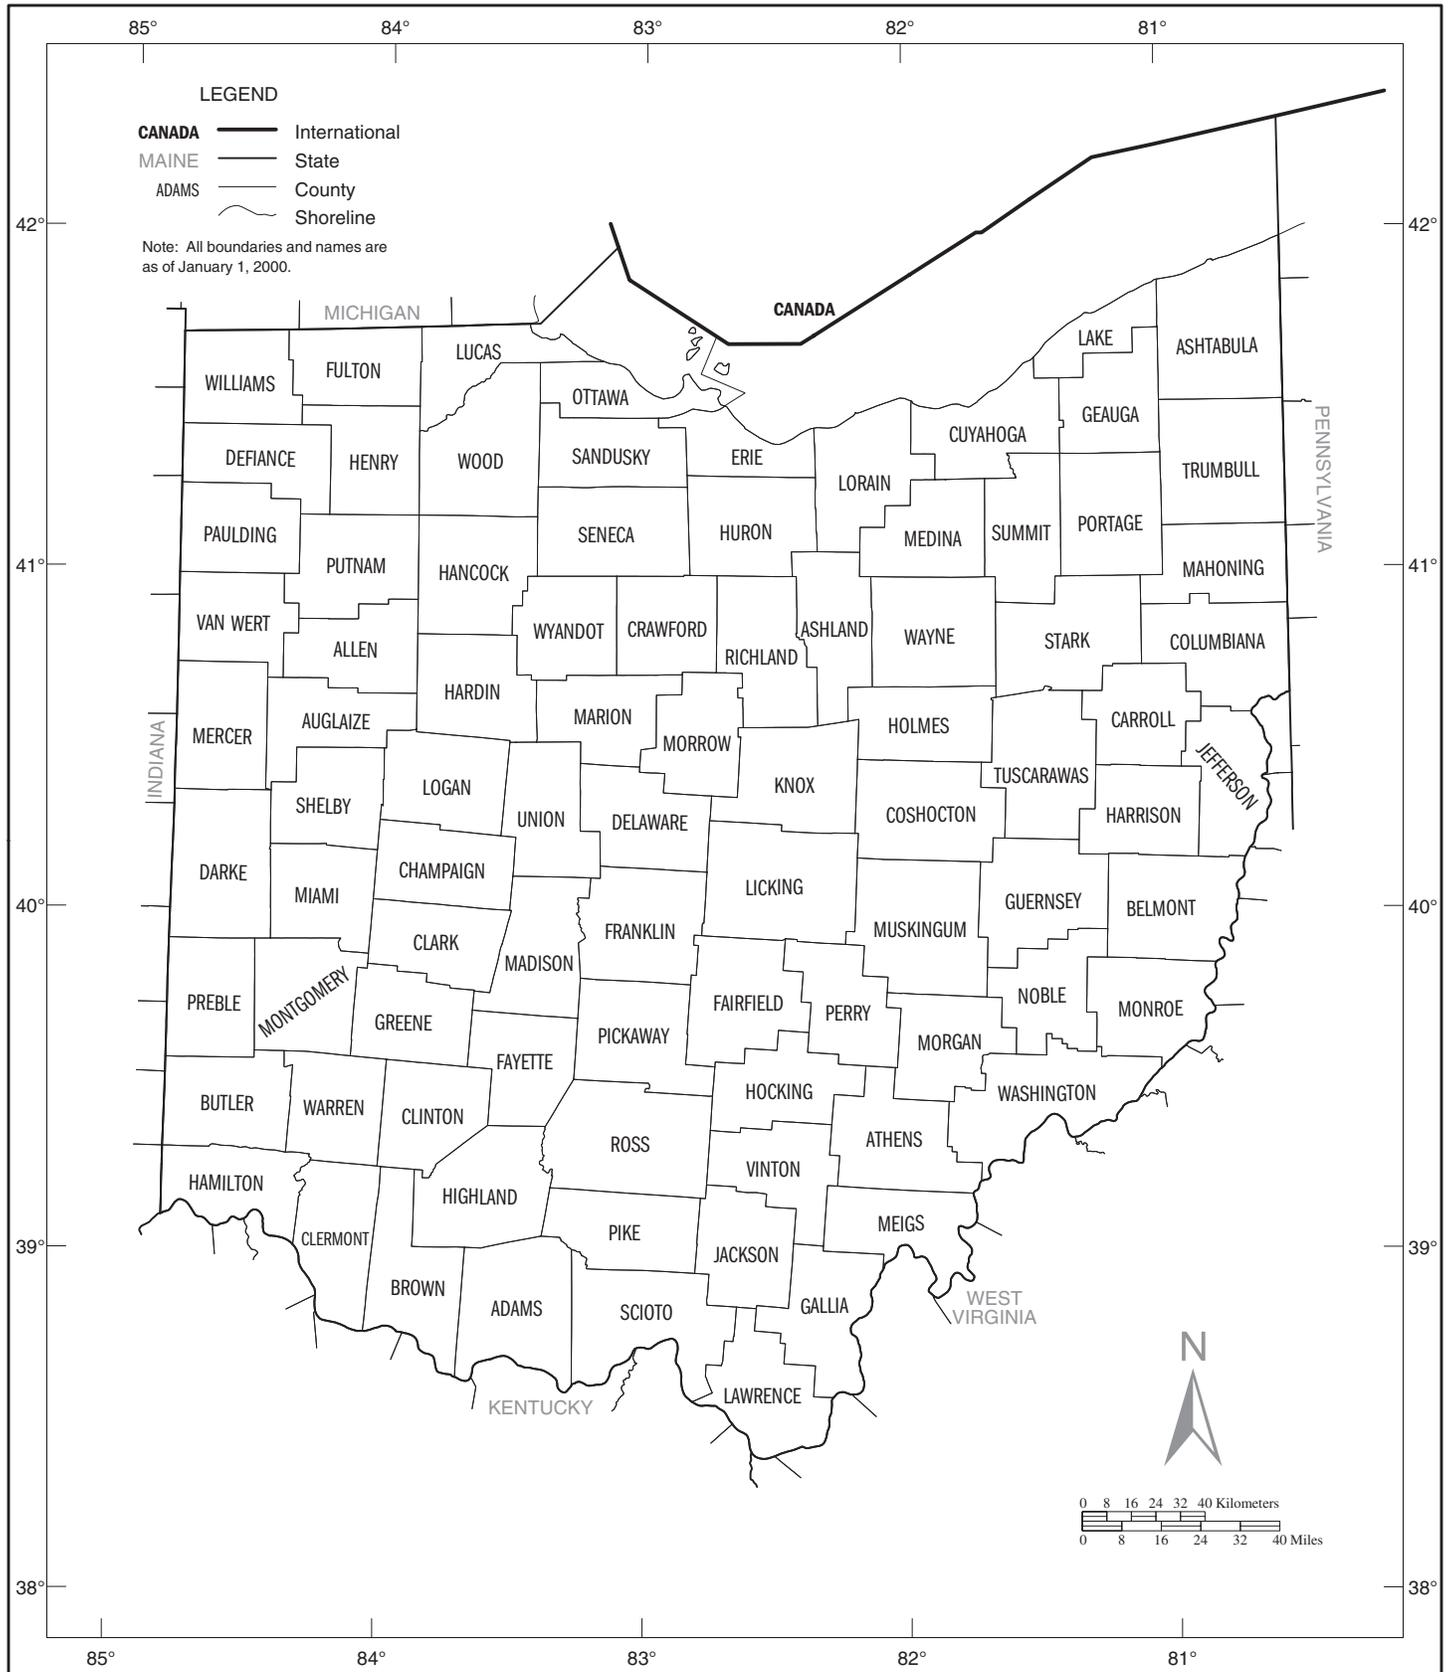 85° 84° 83° 82° 81°
LEGEND
CANADA International
MAINE State
ADAMS County
Shoreline
Note: All boundaries and names are
as of January 1, 2000.
42° 42°
MICHIGAN
CANADA
LAKE
ASHTABULA
LUCAS
FULTON
WILLIAMS
OTTAWA
GEAUGA
CUYAHOGA
PENNSYLVANIA
DEFIANCE
HENRY
WOOD
SANDUSKY
ERIE
LORAIN
TRUMBULL
PAULDING
SENECA
HURON
MEDINA
SUMMIT
PORTAGE
41° 41°
PUTNAM
HANCOCK
MAHONING
VAN WERT
ALLEN
WYANDOT
CRAWFORD
RICHLAND
ASHLAND
WAYNE
STARK
COLUMBIANA
HARDIN
INDIANA
MERCER
AUGLAIZE
MARION
MORROW
HOLMES
CARROLL
JEFFERSON
LOGAN
KNOX
TUSCARAWAS
SHELBY
UNION
DELAWARE
COSHOCTON
HARRISON
DARKE
CHAMPAIGN
MIAMI
LICKING
GUERNSEY
BELMONT
40° 40°
CLARK
FRANKLIN
MUSKINGUM
MADISON
PREBLE
MONTGOMERY
GREENE
FAIRFIELD
PERRY
NOBLE
MONROE
PICKAWAY
MORGAN
FAYETTE
BUTLER
WARREN
CLINTON
HOCKING
WASHINGTON
ROSS
ATHENS
VINTON
HAMILTON
HIGHLAND
CLERMONT
PIKE
MEIGS
39° 39°
JACKSON
BROWN
ADAMS
SCIOTO
GALLIA
WEST
VIRGINIA
LAWRENCE
KENTUCKY
N
0 8 16 24 32 40 Kilometers
0 8 16 24 32 40 Miles
38° 38°
85° 84° 83° 82° 81°